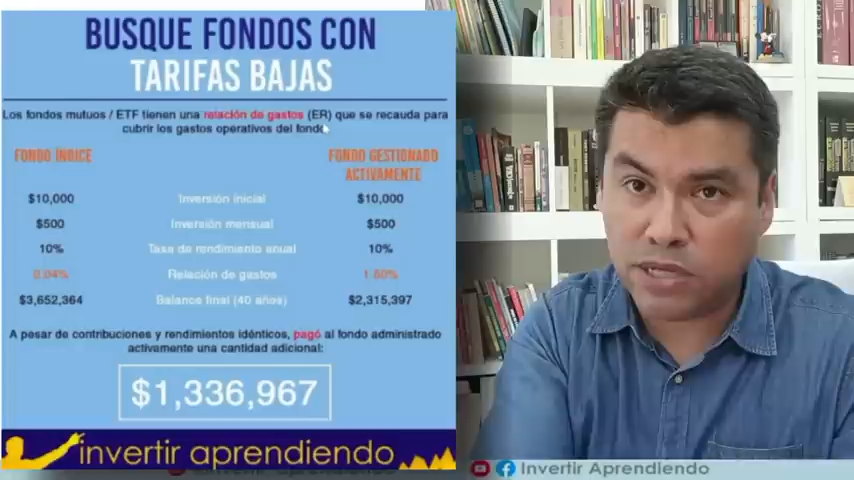 BUSQUE FONDOS CON
TARIFAS BAJAS
Los fondos mutuos / ETF tienen una relación de gastos (ER) que se recauda para
cubrir los gastos operativos del fondo
FONDO ÍNDICE
FONDO GESTIONADO
ACTIVAMENTE
$10,000 Inversión inicial $10,000
$500 Inversión mensual $500
10% Tasa de rendimiento anual 10%
0.04% Relación de gastos 1.50%
$3,652,364 Balance final (40 años) $2,315,397
A pesar de contribuciones y rendimientos idénticos, pagó al fondo administrado
activamente una cantidad adicional:
$1,336,967
invertir aprendiendo
Invertir Aprendiendo